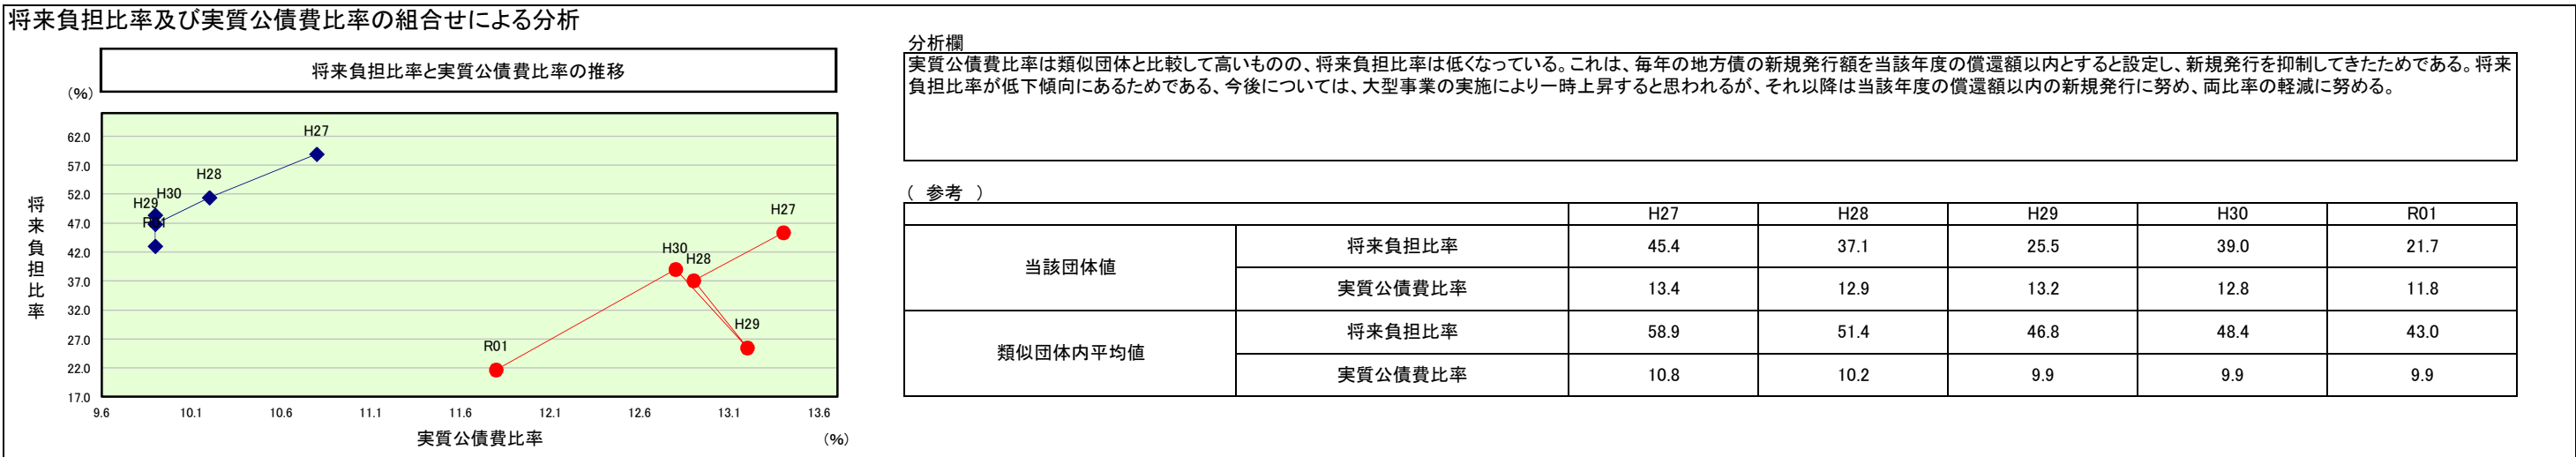 将来負担比率及び実質公債費比率の組合せによる分析
将来負担比率と実質公債費比率の推移
(%)
62.0
57.0
52.0
47.0
42.0
37.0
32.0
27.0
22.0
17.0
将来負担比率
H27
H28
H30
H29
R01
H27
H30
H28
H29
R01
9.6 10.1 10.6 11.1 11.6 12.1 12.6 13.1 13.6
実質公債費比率
(%)
分析欄
実質公債費比率は類似団体と比較して高いものの、将来負担比率は低くなっている。これは、毎年の地方債の新規発行額を当該年度の償還額以内とすると設定し、新規発行を抑制してきたためである。将来
負担比率が低下傾向にあるためである、今後については、大型事業の実施により一時上昇すると思われるが、それ以降は当該年度の償還額以内の新規発行に努め、両比率の軽減に努める。
( 参考 )
H27 H28 H29 H30 R01
当該団体値
将来負担比率 45.4 37.1 25.5 39.0 21.7
実質公債費比率 13.4 12.9 13.2 12.8 11.8
類似団体内平均値
将来負担比率 58.9 51.4 46.8 48.4 43.0
実質公債費比率 10.8 10.2 9.9 9.9 9.9